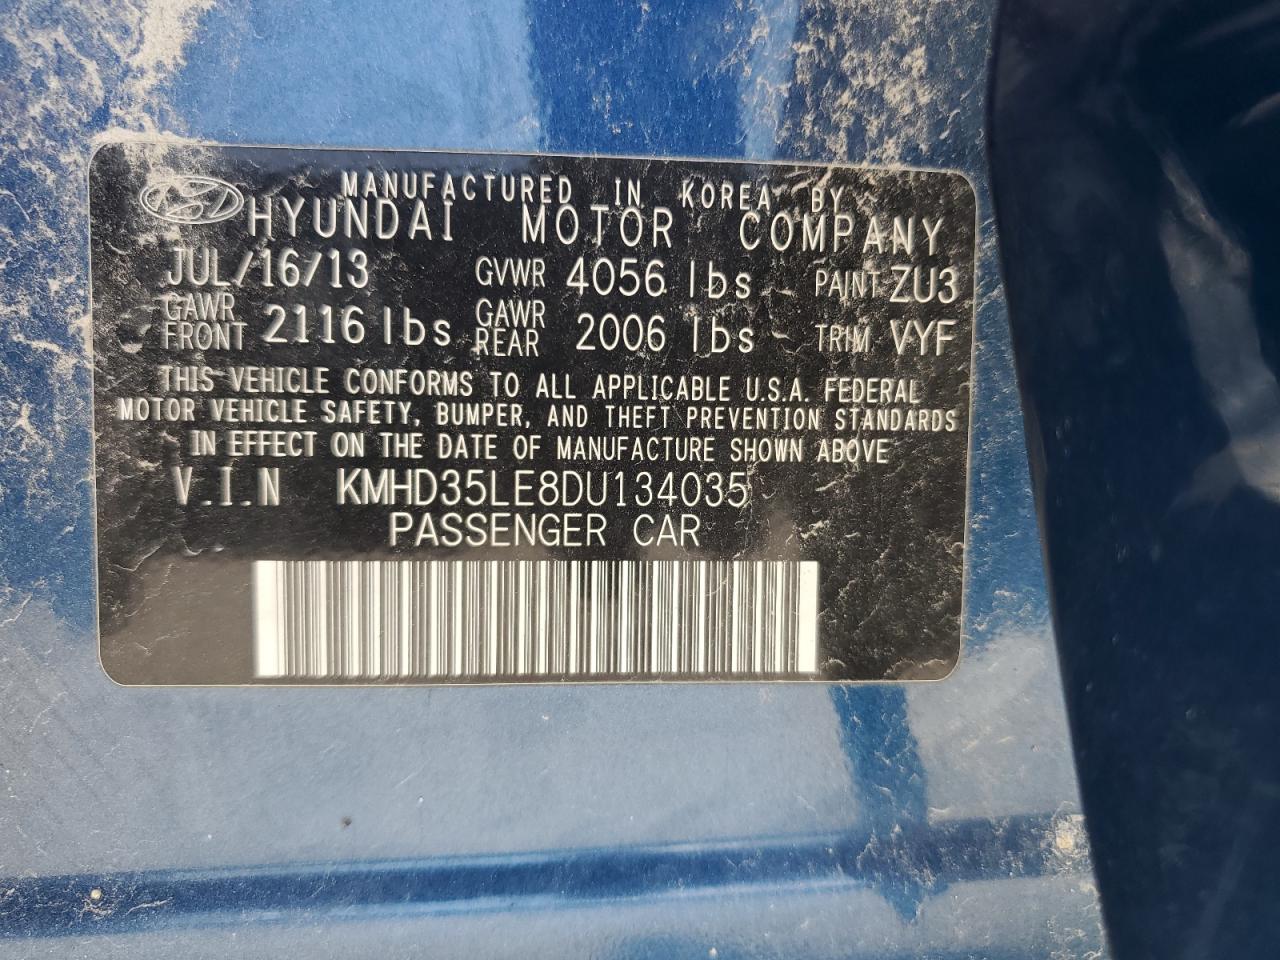 MANUFACTURED IN KOREA BY
HYUNDAI MOTOR COMPANY
JUL/16/13 GVWR 4056 lbs PAINT ZU3
GAWR FRONT 2116 lbs GAWR REAR 2006 lbs TRIM VYF
THIS VEHICLE CONFORMS TO ALL APPLICABLE U.S.A. FEDERAL
MOTOR VEHICLE SAFETY, BUMPER, AND THEFT PREVENTION STANDARDS
IN EFFECT ON THE DATE OF MANUFACTURE SHOWN ABOVE
V.I.N KMHD35LE8DU134035
PASSENGER CAR